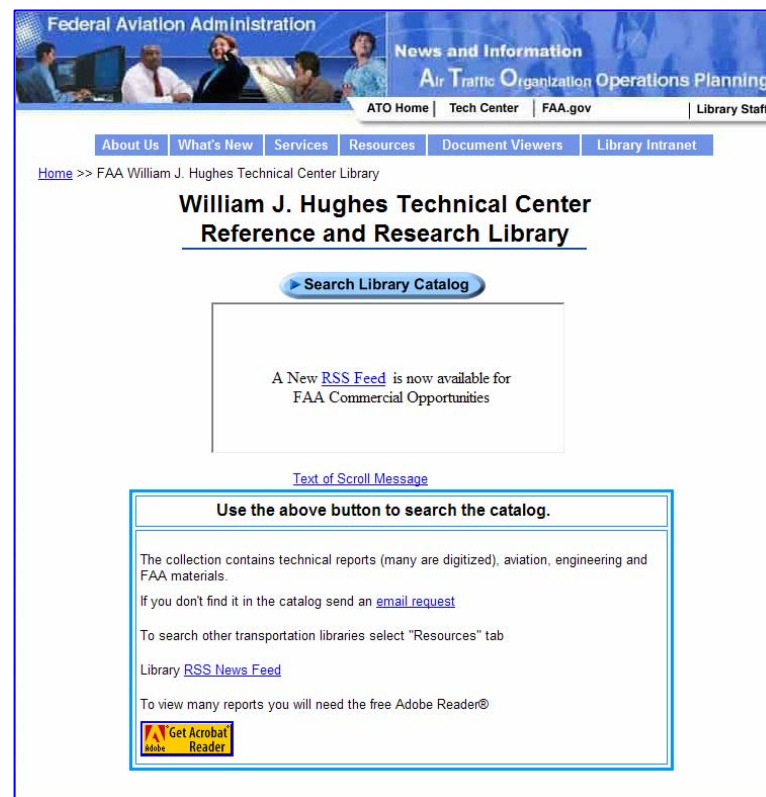 Federal Aviation Administration
News and Information
Air Traffic Organization Operations Planning
ATO Home | Tech Center | FAA.gov | Library Staff
About Us What's New Services Resources Document Viewers Library Intranet
Home >> FAA William J. Hughes Technical Center Library
William J. Hughes Technical Center
Reference and Research Library
Search Library Catalog
A New RSS Feed is now available for
FAA Commercial Opportunities
Text of Scroll Message
Use the above button to search the catalog.
The collection contains technical reports (many are digitized), aviation, engineering and
FAA materials.
If you don't find it in the catalog send an email request
To search other transportation libraries select "Resources" tab
Library RSS News Feed
To view many reports you will need the free Adobe Reader®
Get Acrobat®
Adobe Reader